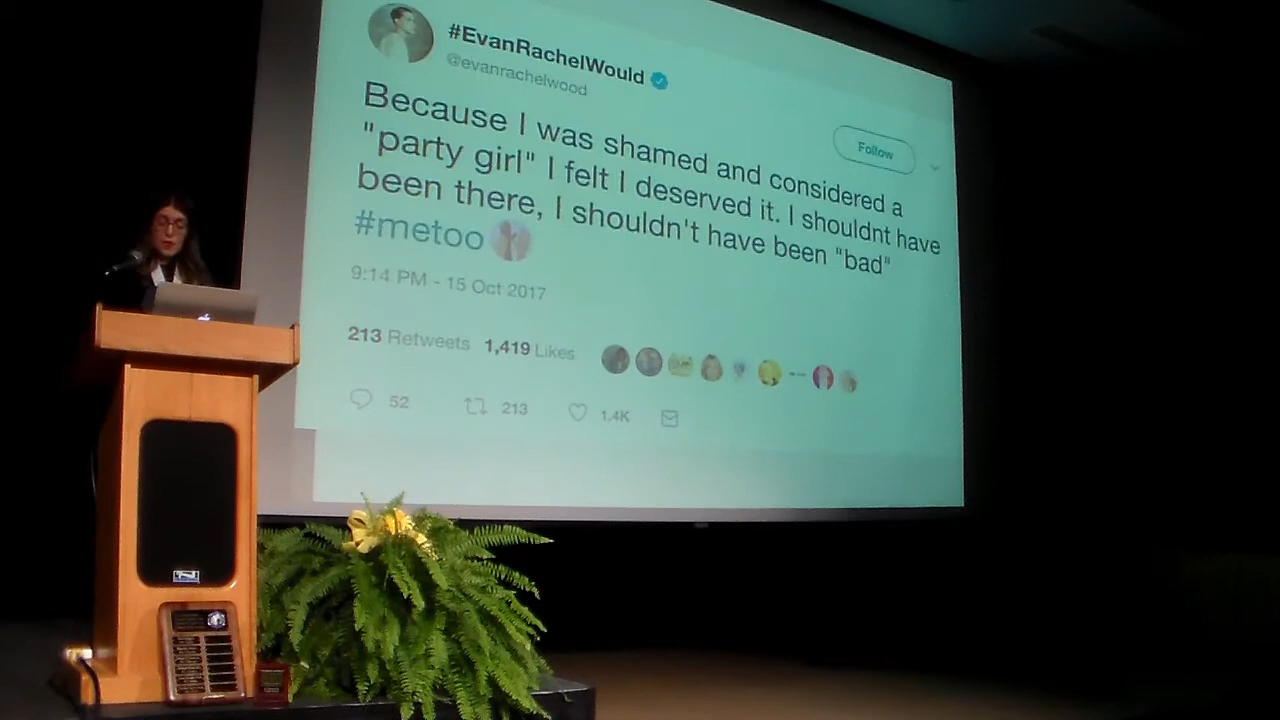 #EvanRachelWould
@evanrachelwood
Follow
Because I was shamed and considered a
"party girl" I felt I deserved it. I shouldnt have
been there, I shouldn't have been "bad"
#metoo
9:14 PM - 15 Oct 2017
213 Retweets 1,419 Likes
52 213 1.4K